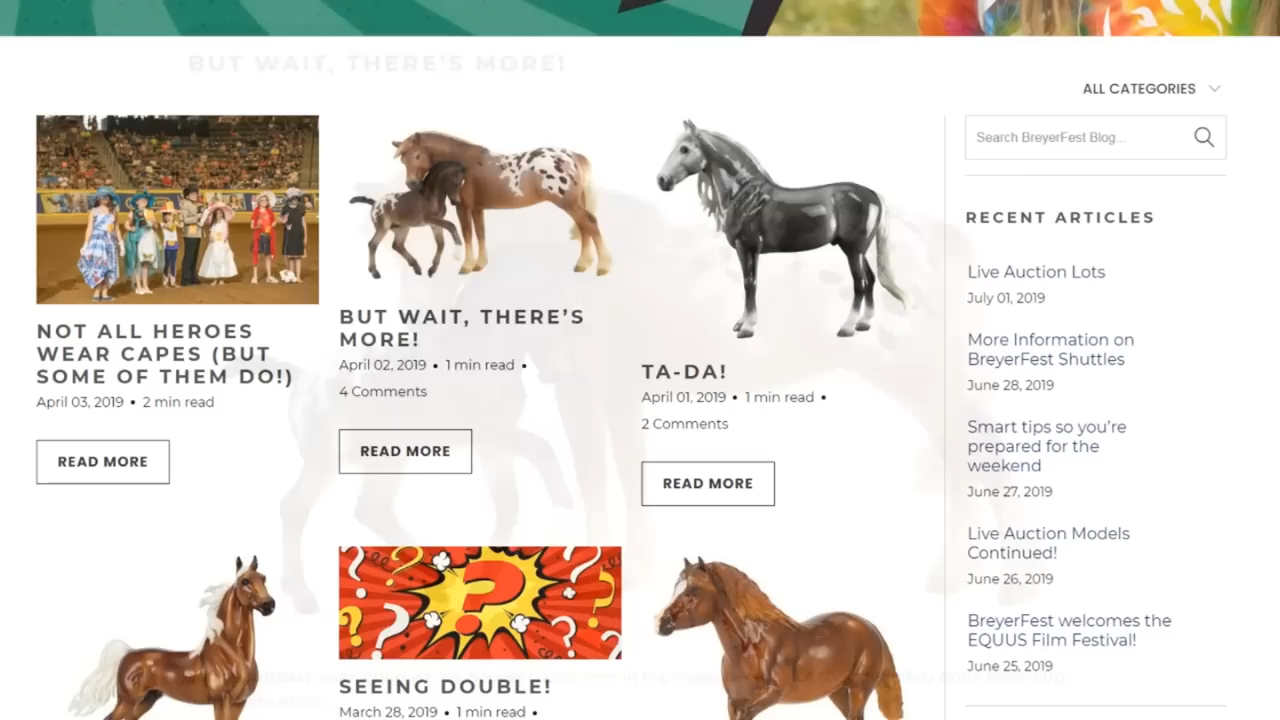 BUT WAIT, THERE'S MORE!
ALL CATEGORIES
Search BreyerFest Blog...
NOT ALL HEROES
WEAR CAPES (BUT
SOME OF THEM DO!)
April 03, 2019 • 2 min read
READ MORE
BUT WAIT, THERE'S
MORE!
April 02, 2019 • 1 min read •
4 Comments
READ MORE
TA-DA!
April 01, 2019 • 1 min read •
2 Comments
READ MORE
SEEING DOUBLE!
March 28, 2019 • 1 min read •
RECENT ARTICLES
Live Auction Lots
July 01, 2019
More Information on
BreyerFest Shuttles
June 28, 2019
Smart tips so you're
prepared for the
weekend
June 27, 2019
Live Auction Models
Continued!
June 26, 2019
BreyerFest welcomes the
EQUUS Film Festival!
June 25, 2019